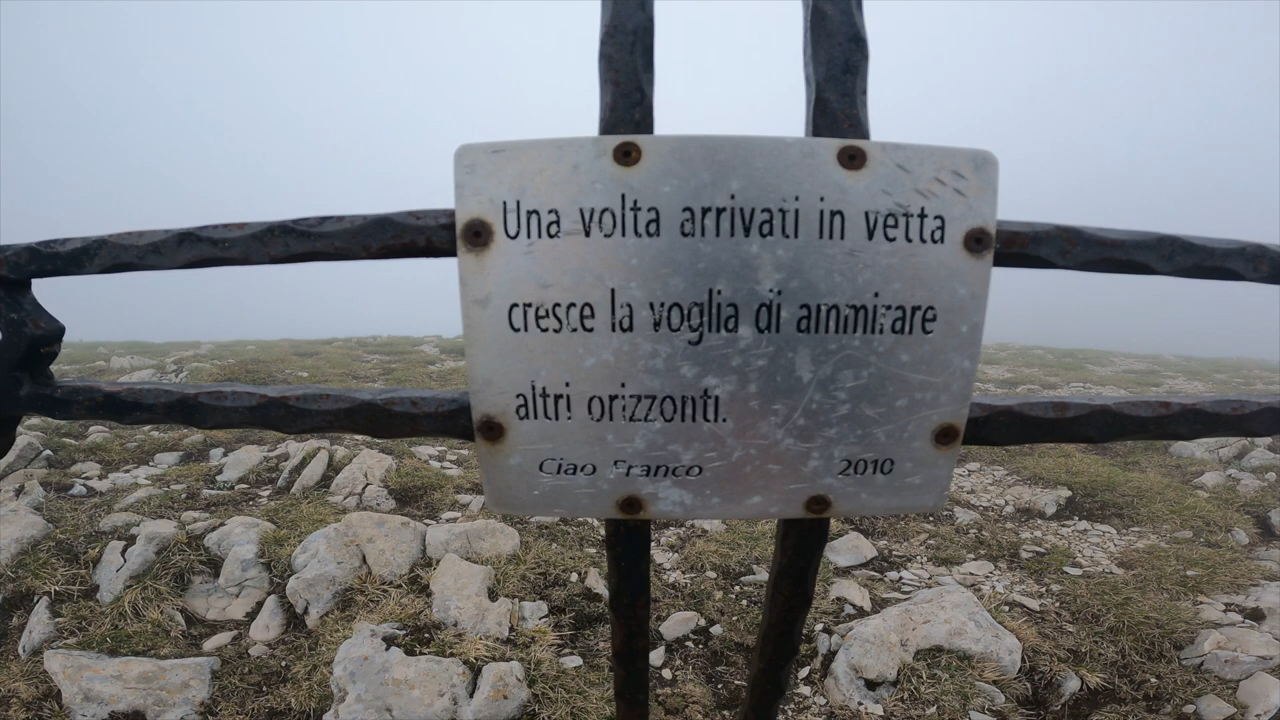 Una volta arrivati in vetta
cresce la voglia di ammirare
altri orizzonti.
Ciao Franco 2010